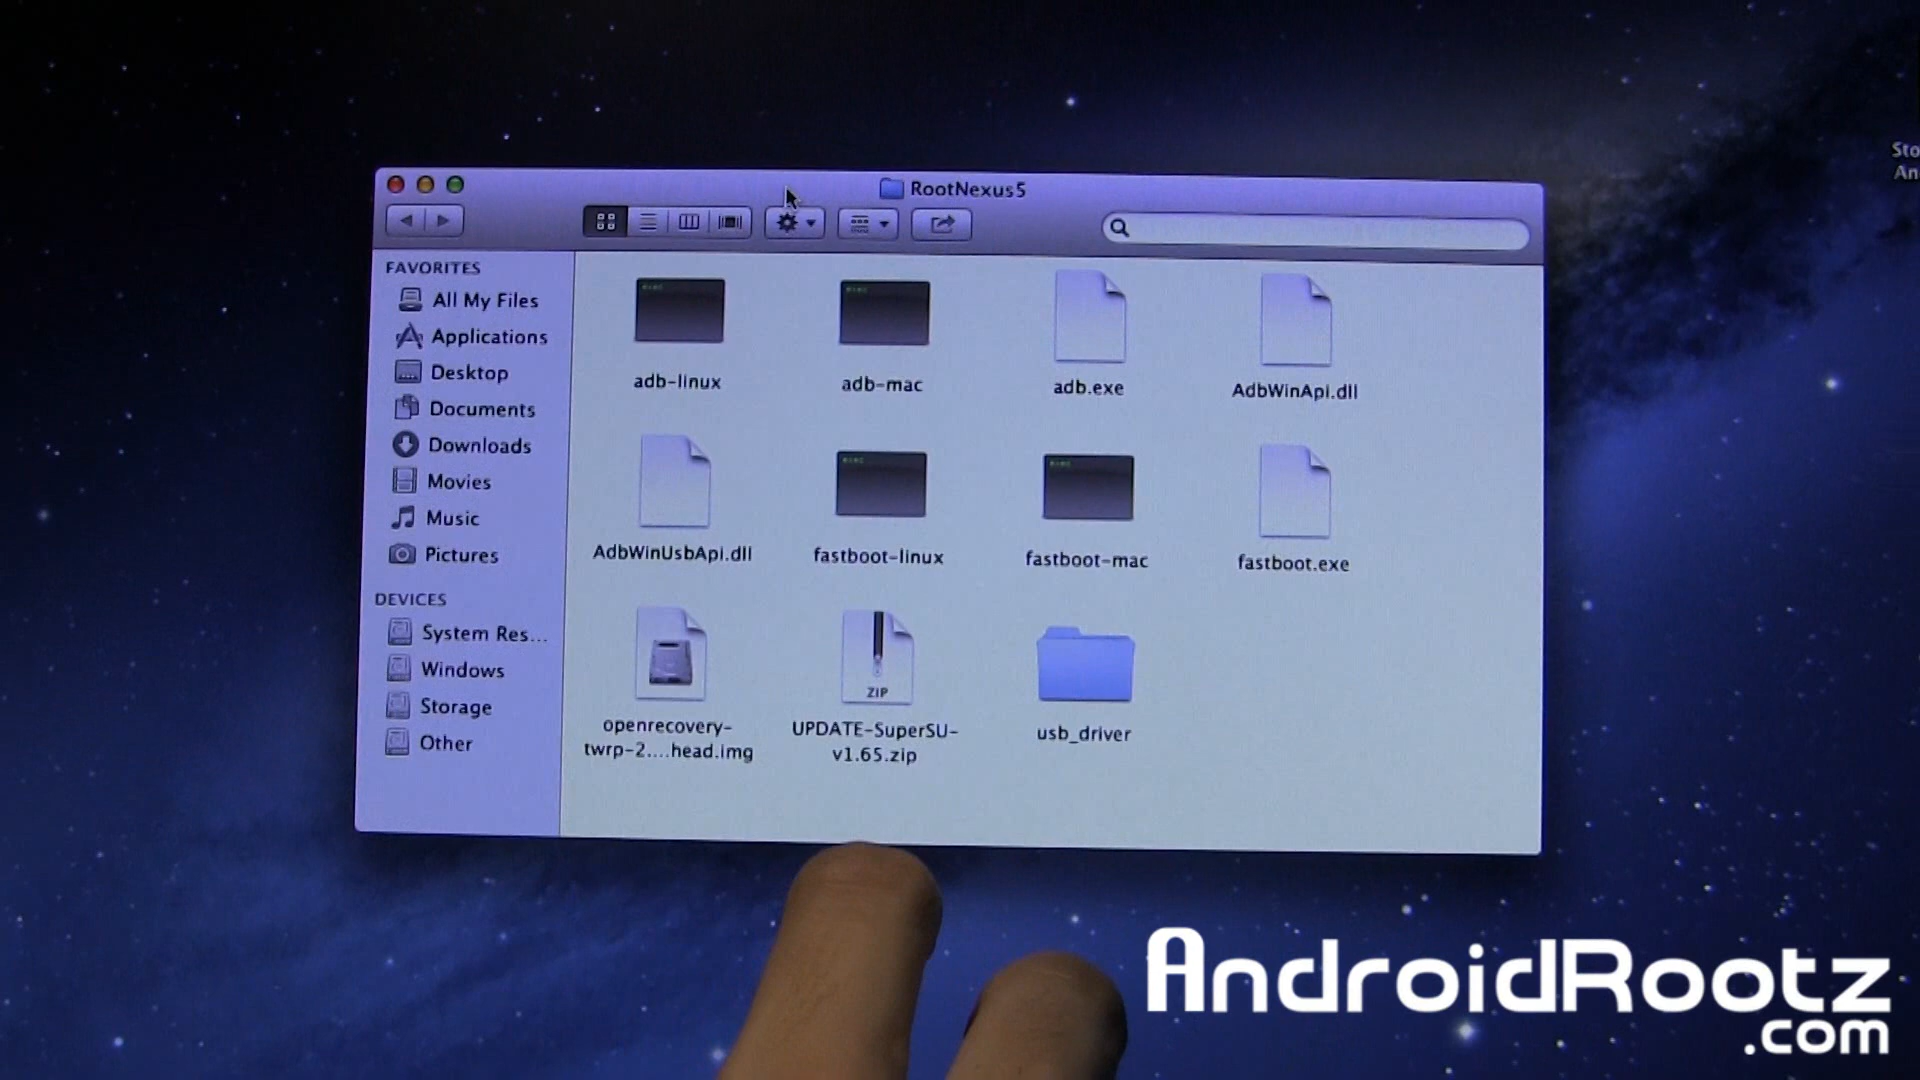 RootNexus5
Sto
An
FAVORITES
All My Files
Applications
Desktop
Documents
Downloads
Movies
Music
Pictures
DEVICES
System Res...
Windows
Storage
Other
adb-linux
adb-mac
adb.exe
AdbWinApi.dll
AdbWinUsbApi.dll
fastboot-linux
fastboot-mac
fastboot.exe
openrecovery-
twrp-2....head.img
ZIP
UPDATE-SuperSU-
v1.65.zip
usb_driver
AndroidRootz
.com